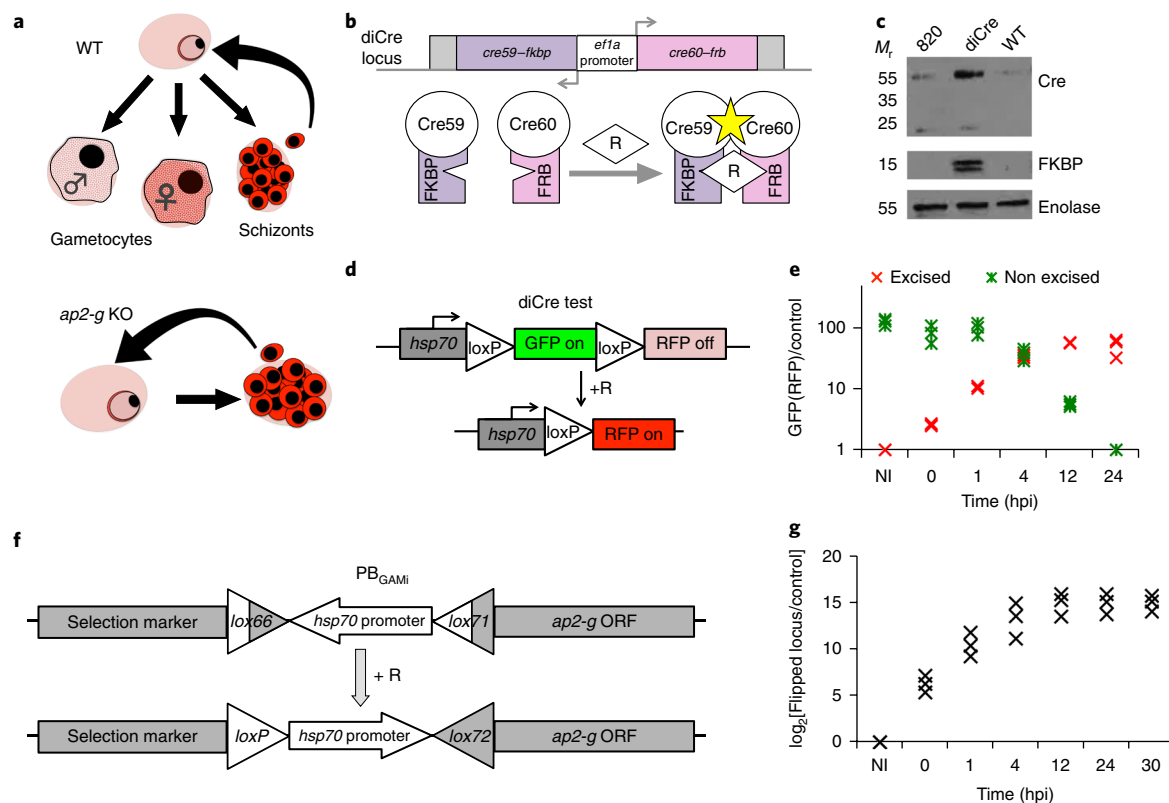 a
WT
♂
♀
Gametocytes
Schizonts
ap2-g KO
b
diCre
locus
cre59–fkbp
ef1a
promoter
cre60–frb
Cre59
Cre60
FKBP
FRB
R
Cre59
Cre60
FKBP
R
FRB
c
Mr
820
diCre
WT
55
35
25
Cre
15
FKBP
55
Enolase
d
diCre test
hsp70
loxP
GFP on
loxP
RFP off
+R
hsp70
loxP
RFP on
e
Excised
Non excised
GFP(RFP)/control
100
10
1
NI
0
1
4
12
24
Time (hpi)
f
PBGAMi
Selection marker
lox66
hsp70 promoter
lox71
ap2-g ORF
+ R
Selection marker
loxP
hsp70 promoter
lox72
ap2-g ORF
g
log2[Flipped locus/control]
20
15
10
5
0
NI
0
1
4
12
24
30
Time (hpi)